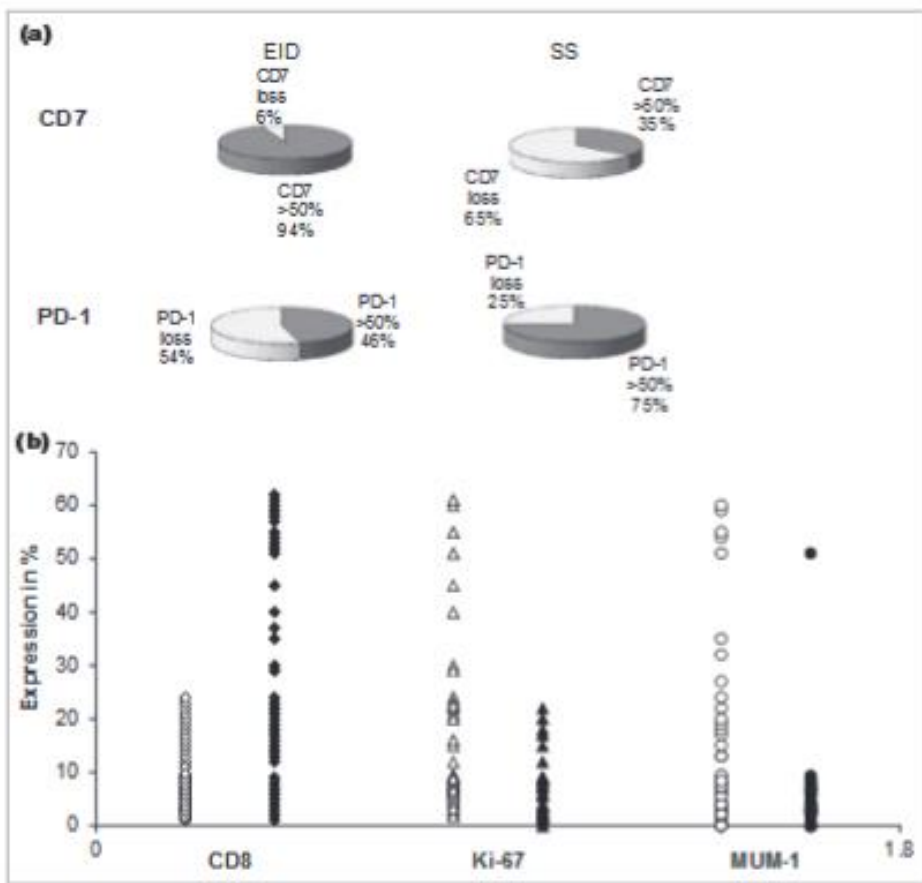 (a)
EID
SS
CD7
CD7
loss
6%
CD7
>50%
94%
CD7
>50%
35%
CD7
loss
65%
PD-1
PD-1
loss
54%
PD-1
>50%
46%
PD-1
loss
25%
PD-1
>50%
75%
(b)
Expression in %
70
60
50
40
30
20
10
0
0
1.8
CD8
Ki-67
MUM-1